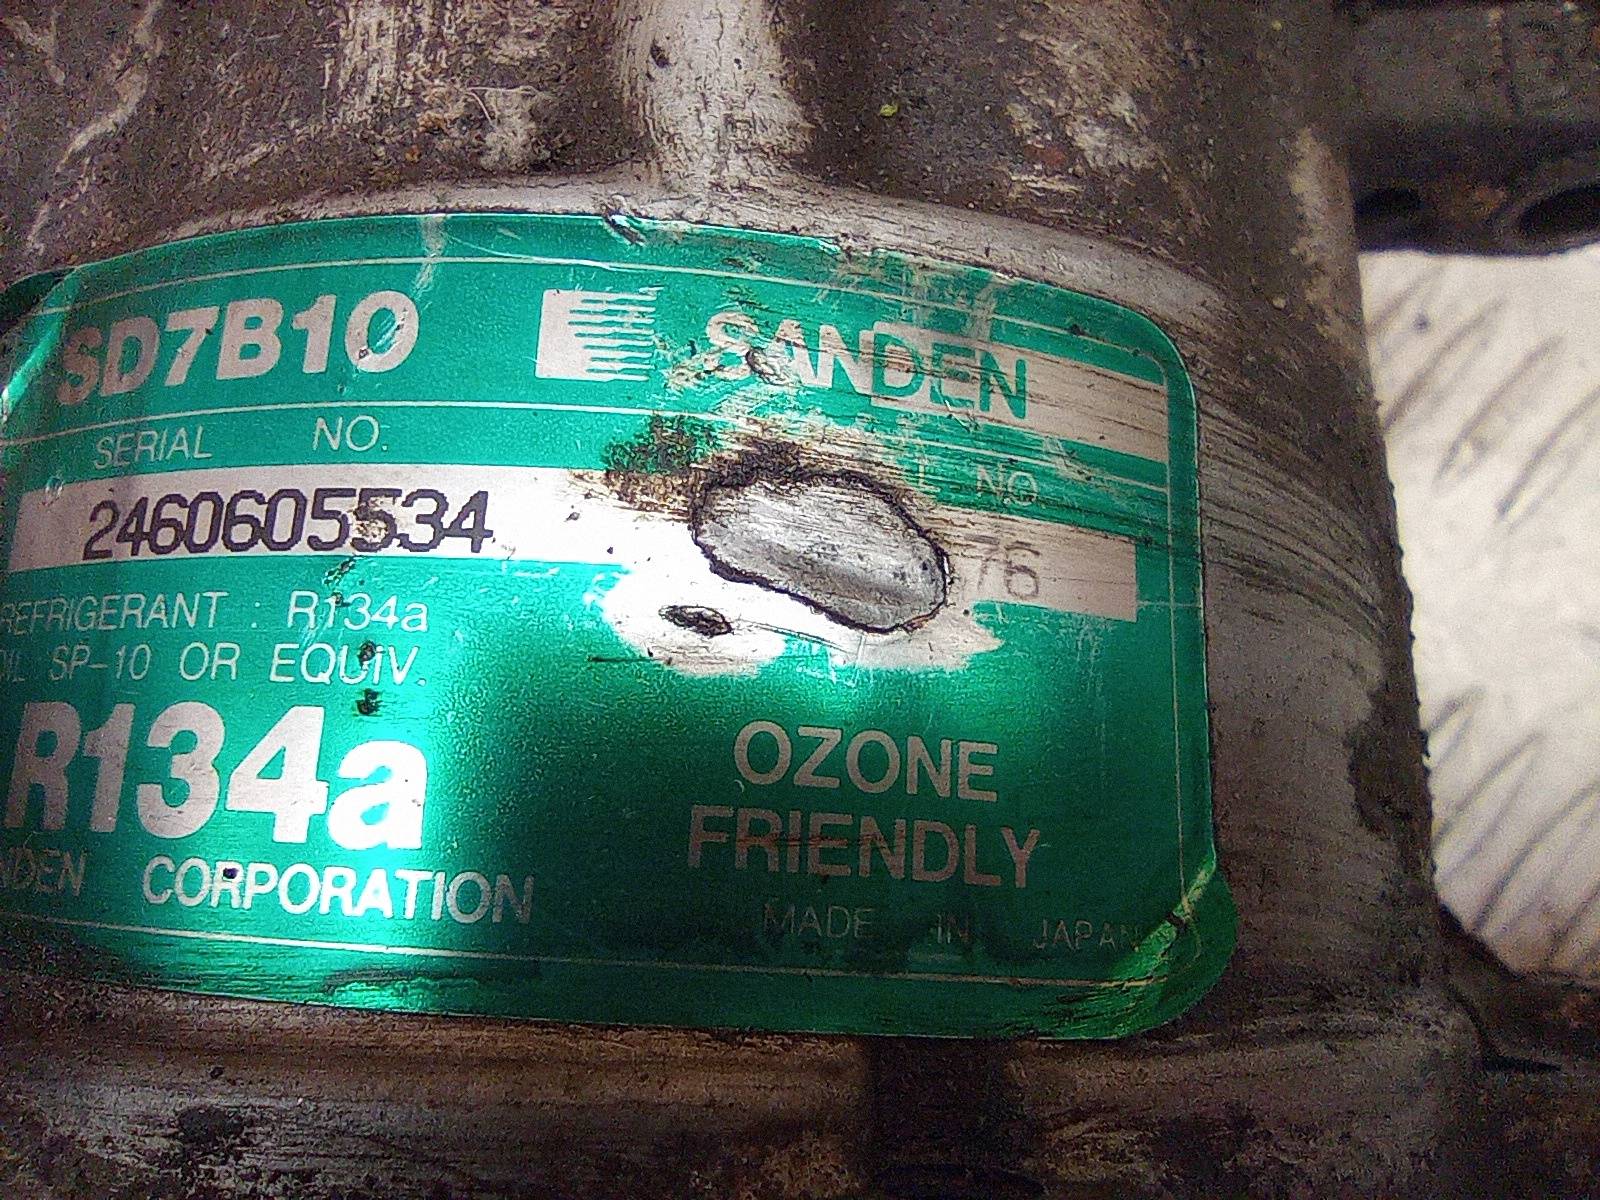 SD7B10 SANDEN
SERIAL NO. NO.
2460605534 76
REFRIGERANT : R134a
OIL SP-10 OR EQUIV.
R134a
OZONE
FRIENDLY
CORPORATION
MADE IN JAPAN